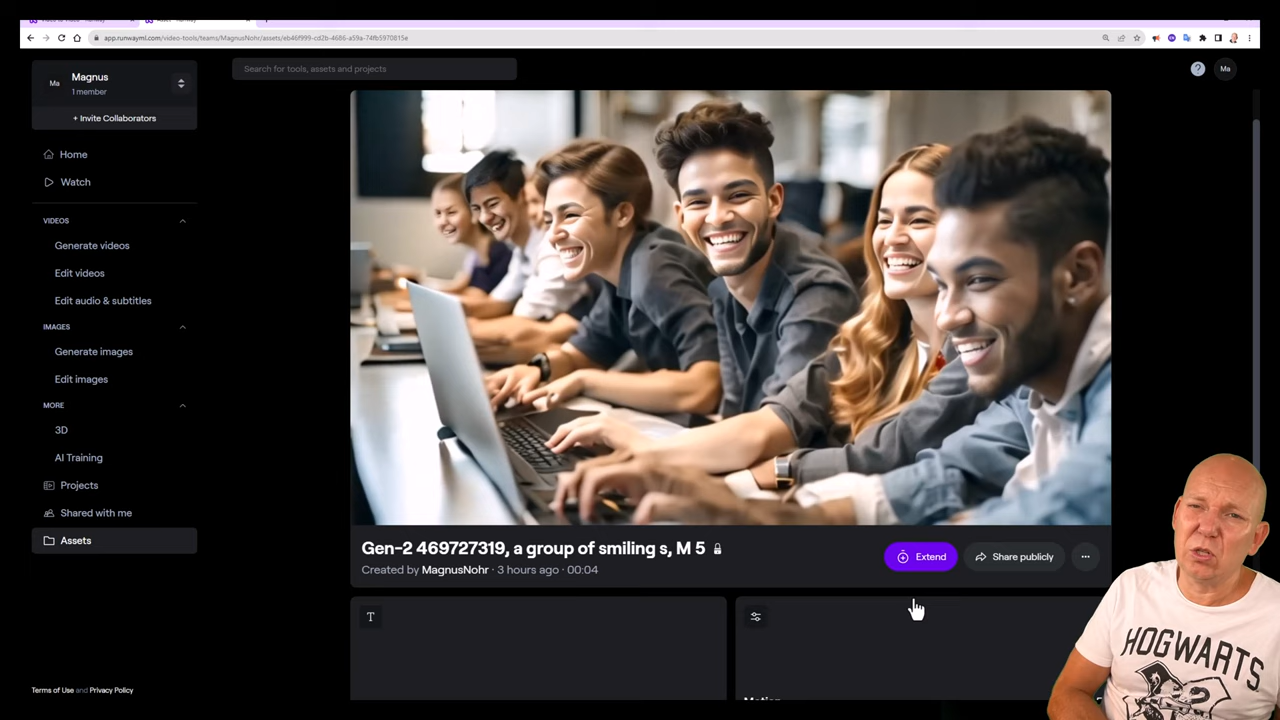 app.runwayml.com/video-tools/teams/MagnusNohr/assets/eb46f999-cd2b-4686-a59a-74fb5970815e
Ma
Magnus
1 member
+ Invite Collaborators
Search for tools, assets and projects
?
Ma
Home
Watch
VIDEOS
Generate videos
Edit videos
Edit audio & subtitles
IMAGES
Generate images
Edit images
MORE
3D
AI Training
Projects
Shared with me
Assets
Gen-2 469727319, a group of smiling s, M 5
Created by MagnusNohr · 3 hours ago · 00:04
Extend
Share publicly
T
Terms of Use and Privacy Policy
HOGWARTS